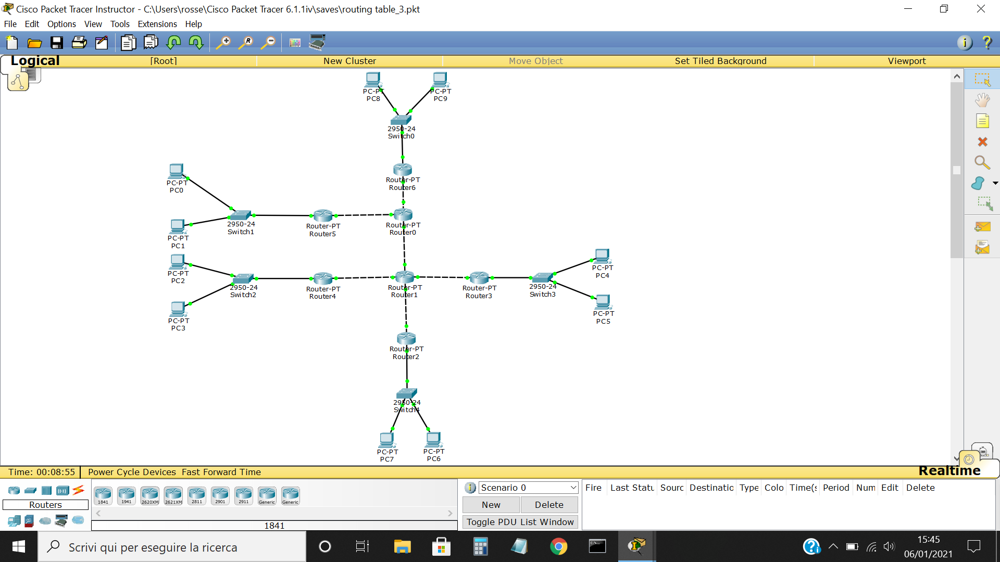 Cisco Packet Tracer Instructor - C:\Users\rosse\Cisco Packet Tracer 6.1.1iv\saves\routing table_3.pkt
File Edit Options View Tools Extensions Help
Logical [Root] New Cluster Move Object Set Tiled Background Viewport
PC-PT PC-PT
PC8 PC9
2950-24
Switch0
Router-PT
Router6
PC-PT
PC0
2950-24
Switch1
Router-PT
Router5
Router-PT
Router0
PC-PT
PC1
PC-PT
PC2
2950-24
Switch2
Router-PT
Router4
Router-PT
Router1
Router-PT
Router3
2950-24
Switch3
PC-PT
PC4
PC-PT
PC5
PC-PT
PC3
Router-PT
Router2
2950-24
Switch4
PC-PT PC-PT
PC7 PC6
Time: 00:08:55 Power Cycle Devices Fast Forward Time Realtime
Routers
1841 1941 2620XM 2621XM 2811 2901 2911 Generic Generic
1841
Scenario 0
New Delete
Toggle PDU List Window
Fire Last Statu Sourc Destinatio Type Colo Time(s Period Num Edit Delete
Scrivi qui per eseguire la ricerca
15:45
06/01/2021